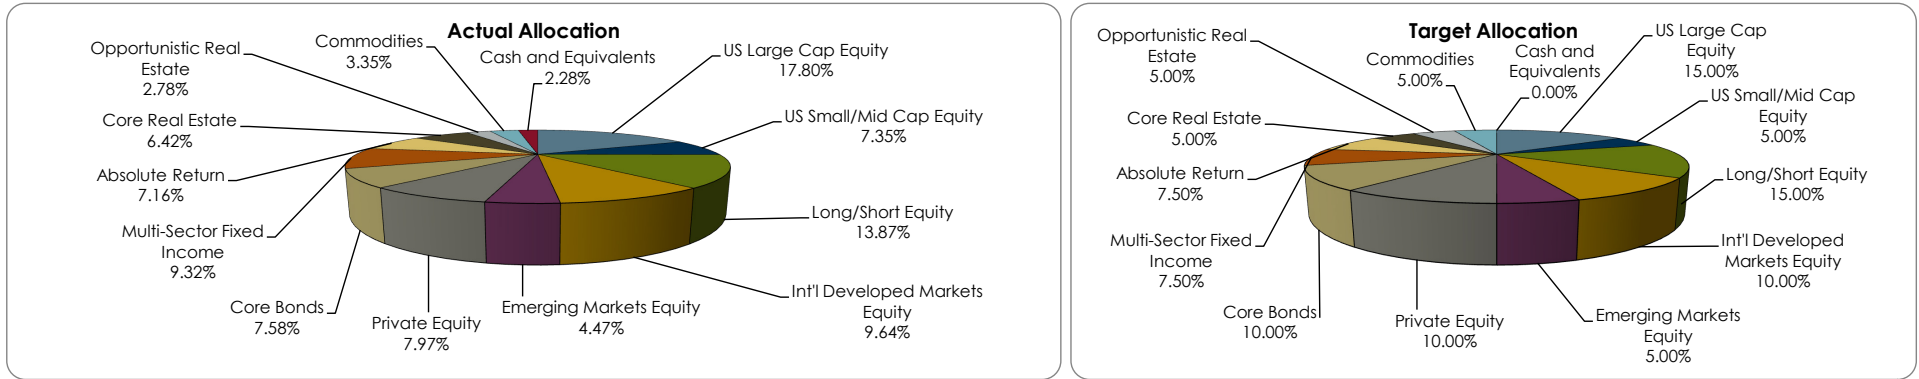 Actual Allocation
Opportunistic Real
Estate
2.78%
Commodities
3.35%
Cash and Equivalents
2.28%
US Large Cap Equity
17.80%
US Small/Mid Cap Equity
7.35%
Core Real Estate
6.42%
Absolute Return
7.16%
Long/Short Equity
13.87%
Multi-Sector Fixed
Income
9.32%
Int'l Developed Markets
Equity
9.64%
Core Bonds
7.58%
Private Equity
7.97%
Emerging Markets Equity
4.47%
Target Allocation
Opportunistic Real
Estate
5.00%
Commodities
5.00%
Cash and
Equivalents
0.00%
US Large Cap
Equity
15.00%
US Small/Mid Cap
Equity
5.00%
Core Real Estate
5.00%
Absolute Return
7.50%
Long/Short Equity
15.00%
Multi-Sector Fixed
Income
7.50%
Int'l Developed
Markets Equity
10.00%
Core Bonds
10.00%
Private Equity
10.00%
Emerging Markets
Equity
5.00%